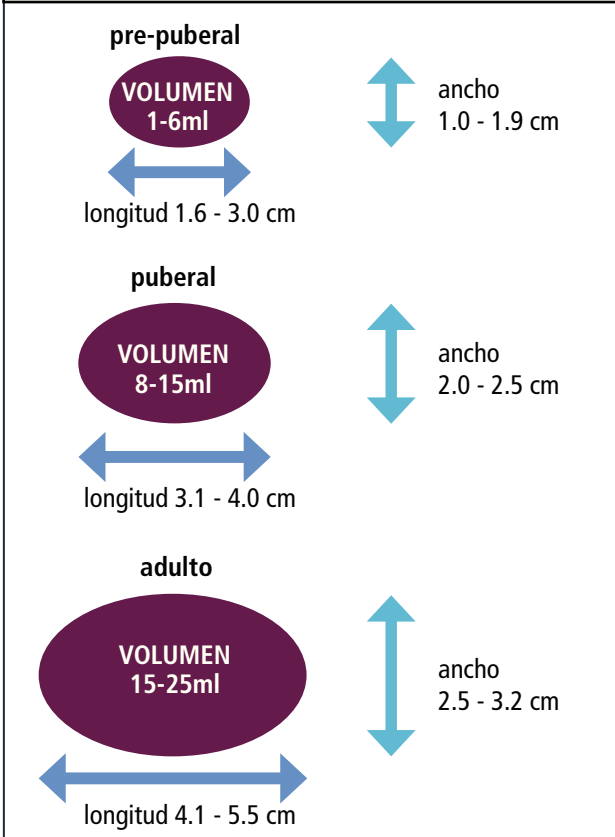 pre-puberal
VOLUMEN
1-6ml
ancho
1.0 - 1.9 cm
longitud 1.6 - 3.0 cm
puberal
VOLUMEN
8-15ml
ancho
2.0 - 2.5 cm
longitud 3.1 - 4.0 cm
adulto
VOLUMEN
15-25ml
ancho
2.5 - 3.2 cm
longitud 4.1 - 5.5 cm